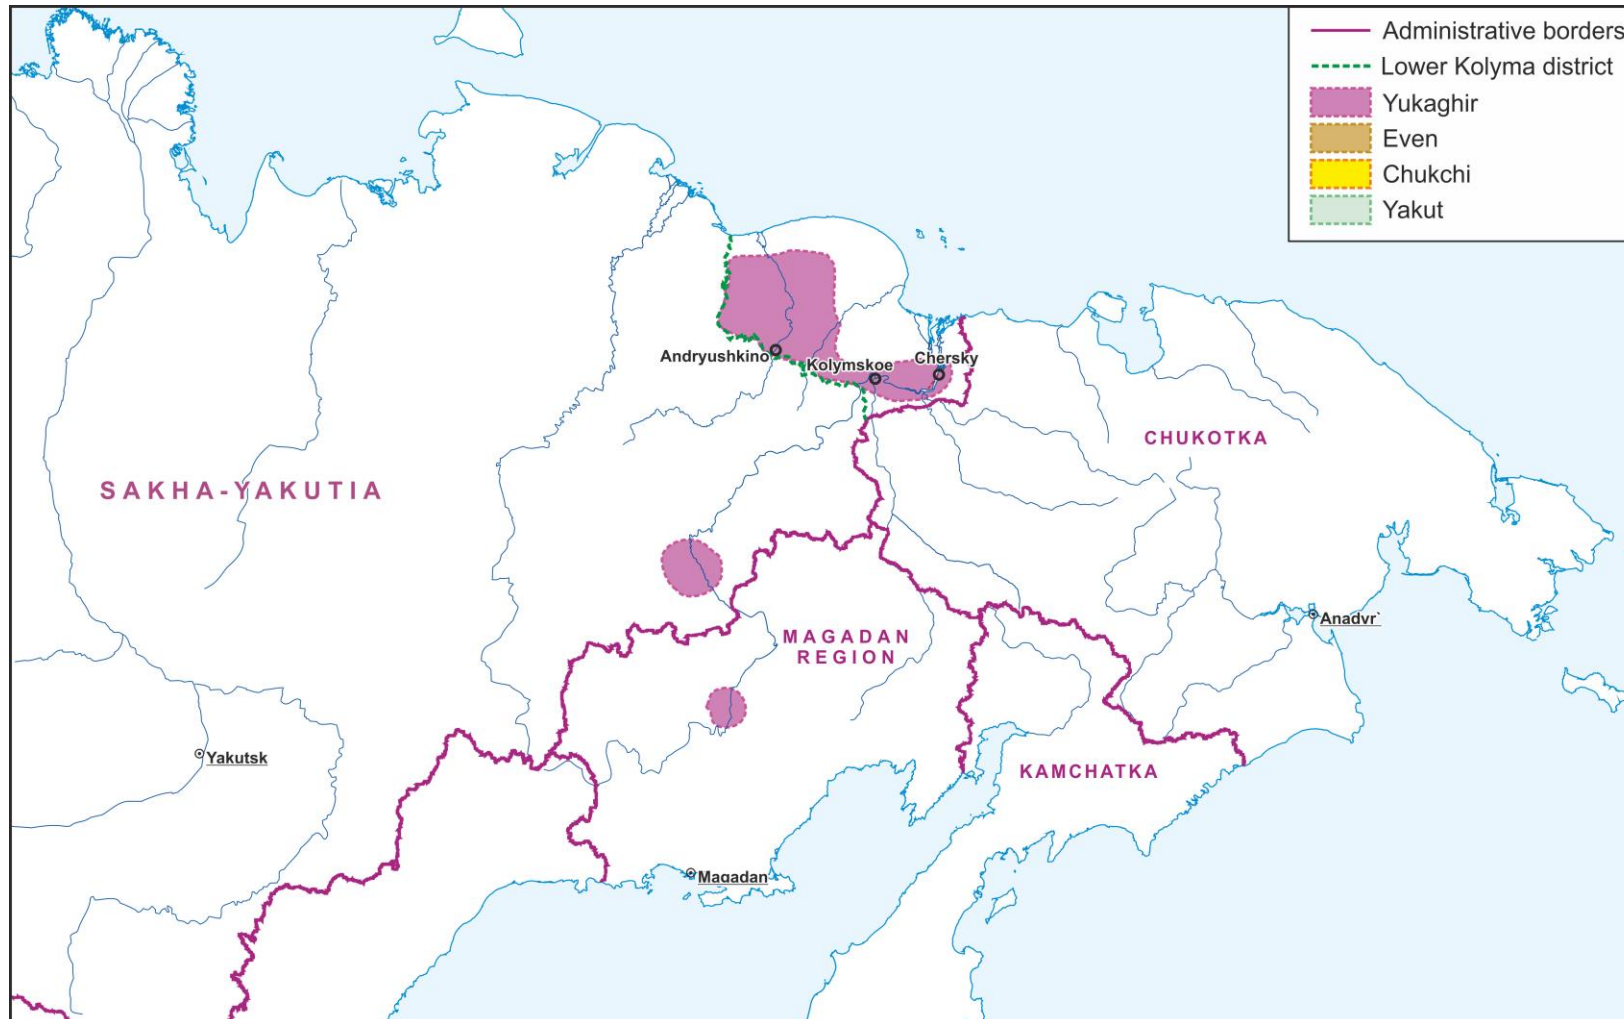 Administrative borders
Lower Kolyma district
Yukaghir
Even
Chukchi
Yakut
Andryushkino
Kolymskoe
Chersky
CHUKOTKA
SAKHA-YAKUTIA
MAGADAN
REGION
Anadyr`
Yakutsk
KAMCHATKA
Magadan